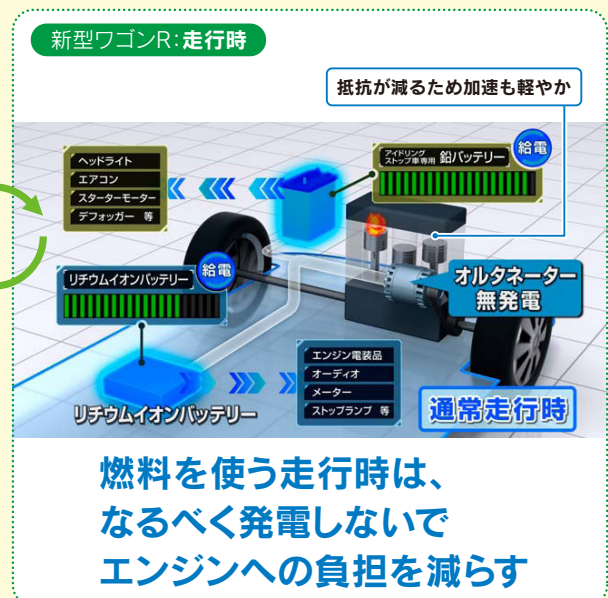 新型ワゴンR：走行時
抵抗が減るため加速も軽やか
ヘッドライト
エアコン
スターターモーター
デフォッガー 等
アイドリング
ストップ車専用 鉛バッテリー
給電
リチウムイオンバッテリー
給電
オルタネーター
無発電
エンジン電装品
オーディオ
メーター
ストップランプ 等
リチウムイオンバッテリー
通常走行時
燃料を使う走行時は、
なるべく発電しないで
エンジンへの負担を減らす